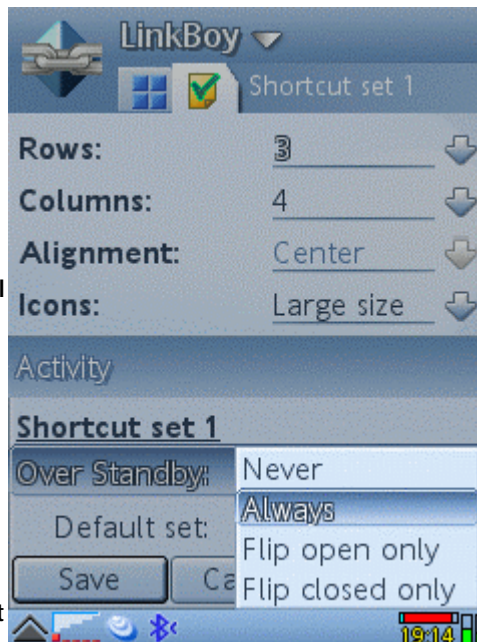 LinkBoy
Shortcut set 1
Rows: 3
Columns: 4
Alignment: Center
Icons: Large size
Activity
Shortcut set 1
Over Standby: Never
Always
Default set: Flip open only
Save Ca Flip closed only
19:14